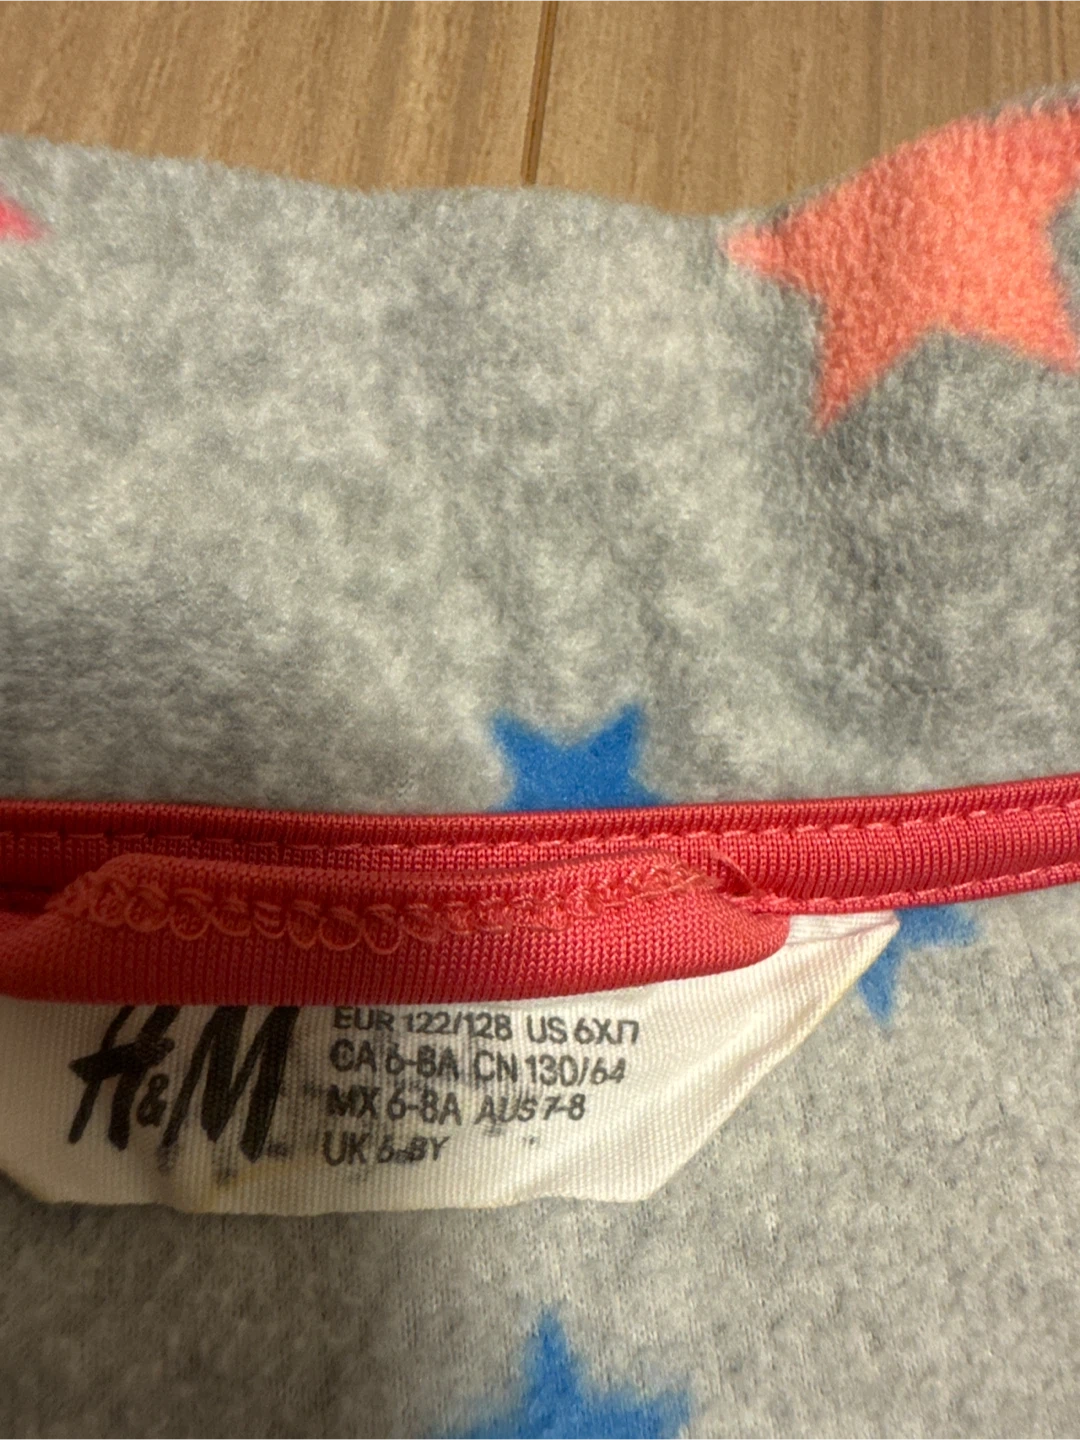 H&M
EUR 122/128 US 6X/7
CA 6-8A CN 130/64
MX 6-8A AUS 7-8
UK 6-8Y